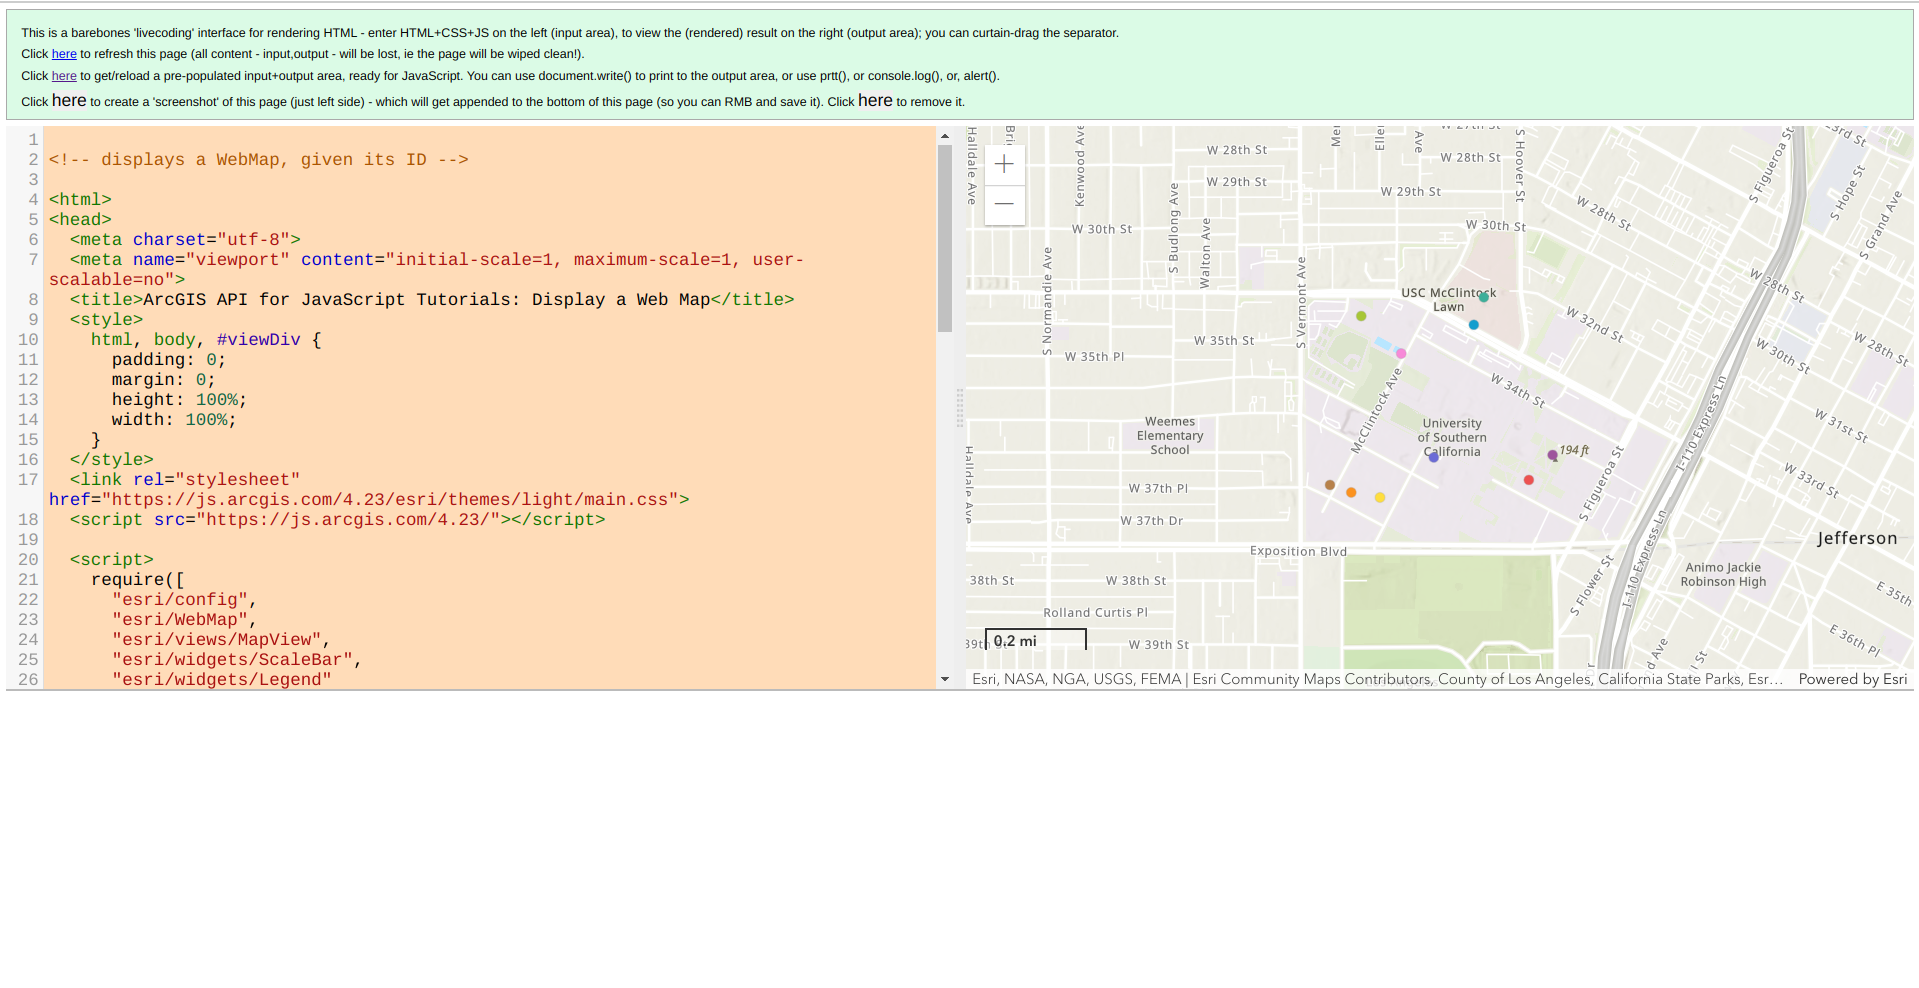 This is a barebones 'livecoding' interface for rendering HTML - enter HTML+CSS+JS on the left (input area), to view the (rendered) result on the right (output area); you can curtain-drag the separator.
Click here to refresh this page (all content - input,output - will be lost, ie the page will be wiped clean!).
Click here to get/reload a pre-populated input+output area, ready for JavaScript. You can use document.write() to print to the output area, or use prtt(), or console.log(), or, alert().
Click here to create a 'screenshot' of this page (just left side) - which will get appended to the bottom of this page (so you can RMB and save it). Click here to remove it.
1
2 <!-- displays a WebMap, given its ID -->
3
4 <html>
5 <head>
6 <meta charset="utf-8">
7 <meta name="viewport" content="initial-scale=1, maximum-scale=1, user-
scalable=no">
8 <title>ArcGIS API for JavaScript Tutorials: Display a Web Map</title>
9 <style>
10 html, body, #viewDiv {
11 padding: 0;
12 margin: 0;
13 height: 100%;
14 width: 100%;
15 }
16 </style>
17 <link rel="stylesheet"
href="https://js.arcgis.com/4.23/esri/themes/light/main.css">
18 <script src="https://js.arcgis.com/4.23/"></script>
19
20 <script>
21 require([
22 "esri/config",
23 "esri/WebMap",
24 "esri/views/MapView",
25 "esri/widgets/ScaleBar",
26 "esri/widgets/Legend"
Halldale Ave
Kenwood Ave
Ave
W 28th St
W 28th St
S Hoover St
S Figueroa St
S Hope St
S Grand Ave
W 29th St
W 29th St
S Budlong Ave
Walton Ave
W 30th St
W 30th St
W 28th St
S Normandie Ave
S Vermont Ave
W 28th St
USC McClintock
Lawn
W 32nd St
W 35th St
W 35th Pl
W 30th St
W 28th St
McClintock Ave
W 34th St
I-110 Express Ln
Weemes
Elementary
School
University
of Southern
California
W 31st St
194 ft
Halldale Ave
S Figueroa St
W 33rd St
W 37th Pl
W 37th Dr
I-110 Express Ln
Jefferson
Exposition Blvd
38th St
W 38th St
S Flower St
Animo Jackie
Robinson High
E 35th
Rolland Curtis Pl
E 36th Pl
39th St
0.2 mi
W 39th St
Esri, NASA, NGA, USGS, FEMA | Esri Community Maps Contributors, County of Los Angeles, California State Parks, Esr...
Powered by Esri